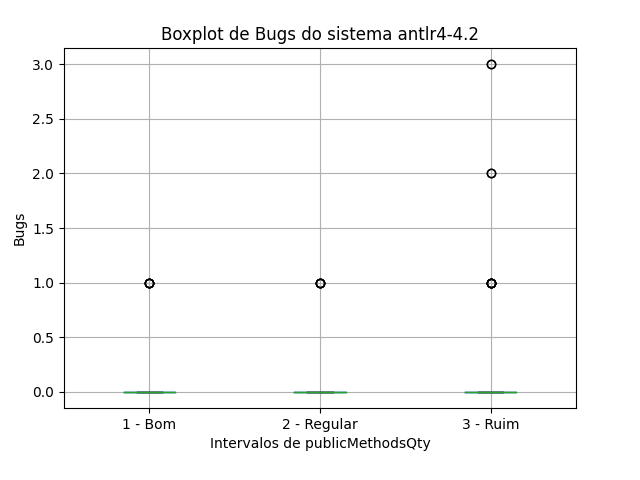 Boxplot de Bugs do sistema antlr4-4.2
3.0
2.5
2.0
1.5
1.0
0.5
0.0
Bugs
1 - Bom 2 - Regular 3 - Ruim
Intervalos de publicMethodsQty